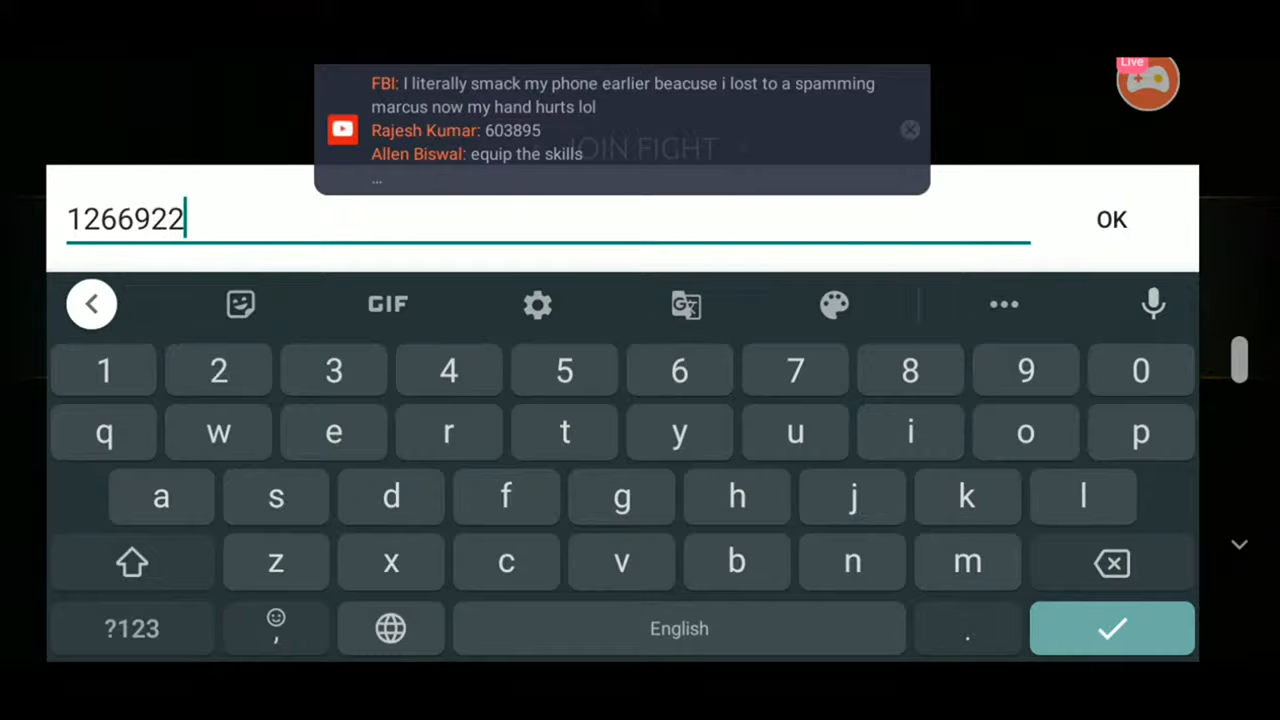 Live
FBI: I literally smack my phone earlier beacuse i lost to a spamming
marcus now my hand hurts lol
Rajesh Kumar: 603895
Allen Biswal: equip the skills
...
JOIN FIGHT
1266922
OK
GIF
1 2 3 4 5 6 7 8 9 0
q w e r t y u i o p
a s d f g h j k l
z x c v b n m
?123 , English .